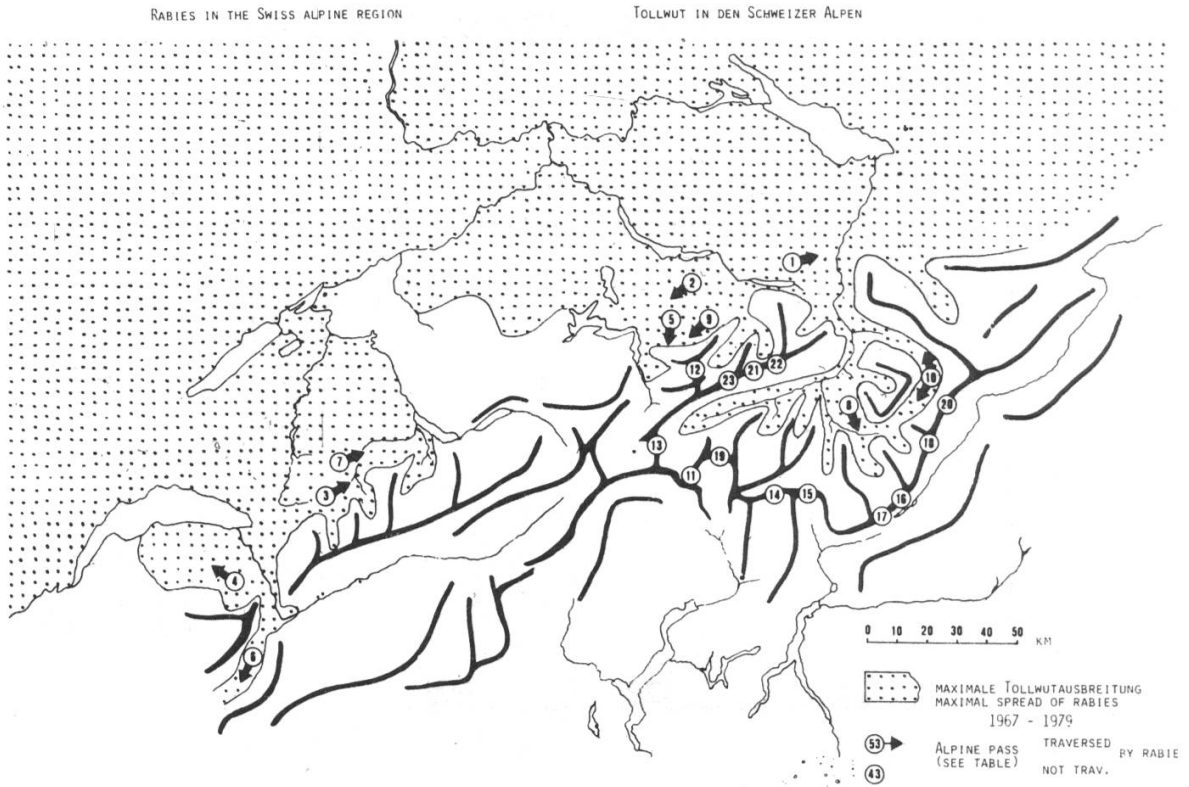 RABIES IN THE SWISS ALPINE REGION
TOLLWUT IN DEN SCHWEIZER ALPEN
1
2
5
9
12
23
21
22
10
8
20
18
13
11
19
14
15
16
17
7
3
4
6
0 10 20 30 40 50 KM
MAXIMALE TOLLWUTAUSBREITUNG
MAXIMAL SPREAD OF RABIES
1967 - 1979
53 ALPINE PASS TRAVERSED BY RABIE
(SEE TABLE)
43 NOT TRAV.